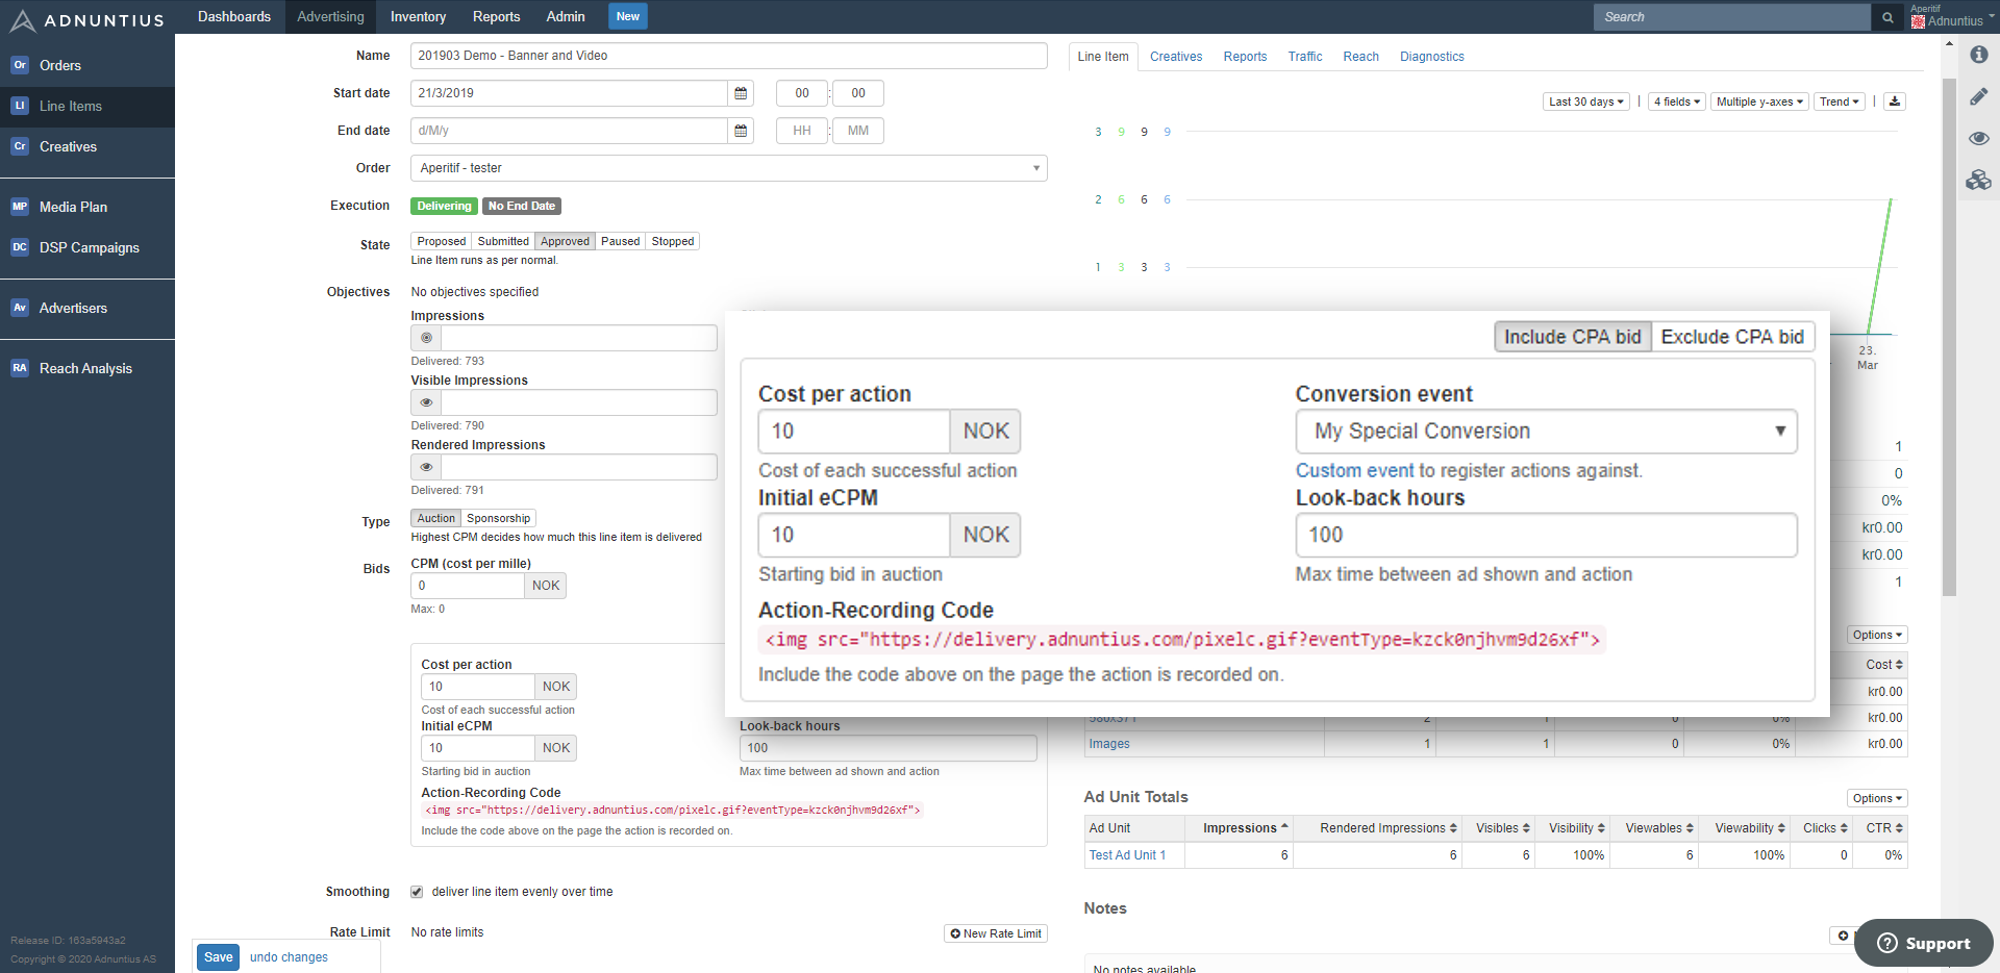 ADNUNTIUS
Dashboards Advertising Inventory Reports Admin New
Search
Aperitif
Adnuntius
Or Orders
LI Line Items
Cr Creatives
MP Media Plan
DC DSP Campaigns
Av Advertisers
RA Reach Analysis
Release ID: 163a5943a2
Copyright © 2020 Adnuntius AS
Name 201903 Demo - Banner and Video
Start date 21/3/2019 00 : 00
End date d/M/y HH : MM
Order Aperitif - tester
Execution Delivering No End Date
State Proposed Submitted Approved Paused Stopped
Line Item runs as per normal.
Objectives No objectives specified
Impressions
Delivered: 793
Visible Impressions
Delivered: 790
Rendered Impressions
Delivered: 791
Type Auction Sponsorship
Highest CPM decides how much this line item is delivered
Bids CPM (cost per mille)
0 NOK
Max: 0
Cost per action
10 NOK
Cost of each successful action
Initial eCPM
10 NOK
Starting bid in auction
Look-back hours
100
Max time between ad shown and action
Action-Recording Code
<img src="https://delivery.adnuntius.com/pixelc.gif?eventType=kzck0njhvm9d26xf">
Include the code above on the page the action is recorded on.
Smoothing deliver line item evenly over time
Rate Limit No rate limits New Rate Limit
Save undo changes
Line Item Creatives Reports Traffic Reach Diagnostics
Last 30 days | 4 fields Multiple y-axes Trend |
3 9 9 9
2 6 6 6
1 3 3 3
23.
Mar
Include CPA bid Exclude CPA bid
Cost per action
10 NOK
Cost of each successful action
Conversion event
My Special Conversion
Custom event to register actions against.
Initial eCPM
10 NOK
Starting bid in auction
Look-back hours
100
Max time between ad shown and action
Action-Recording Code
<img src="https://delivery.adnuntius.com/pixelc.gif?eventType=kzck0njhvm9d26xf">
Include the code above on the page the action is recorded on.
1
0
0%
kr0.00
kr0.00
1
Options
Cost
kr0.00
580x371 2 1 0 0% kr0.00
Images 1 1 0 0% kr0.00
Ad Unit Totals Options
Ad Unit Impressions Rendered Impressions Visibles Visibility Viewables Viewability Clicks CTR
Test Ad Unit 1 6 6 6 100% 6 100% 0 0%
Notes
No notes available
Support